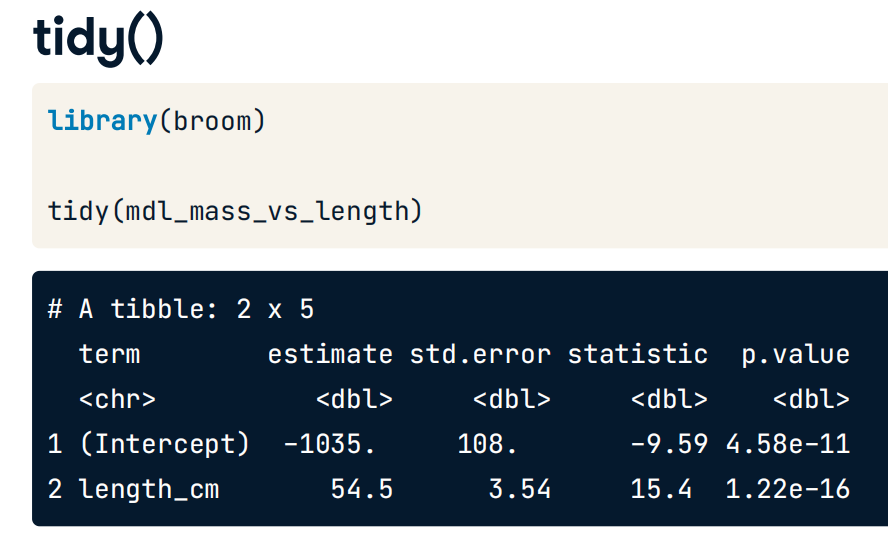 tidy()
library(broom)
tidy(mdl_mass_vs_length)
# A tibble: 2 x 5
  term        estimate std.error statistic  p.value
  <chr>          <dbl>     <dbl>     <dbl>    <dbl>
1 (Intercept)  -1035.     108.       -9.59 4.58e-11
2 length_cm       54.5      3.54     15.4  1.22e-16